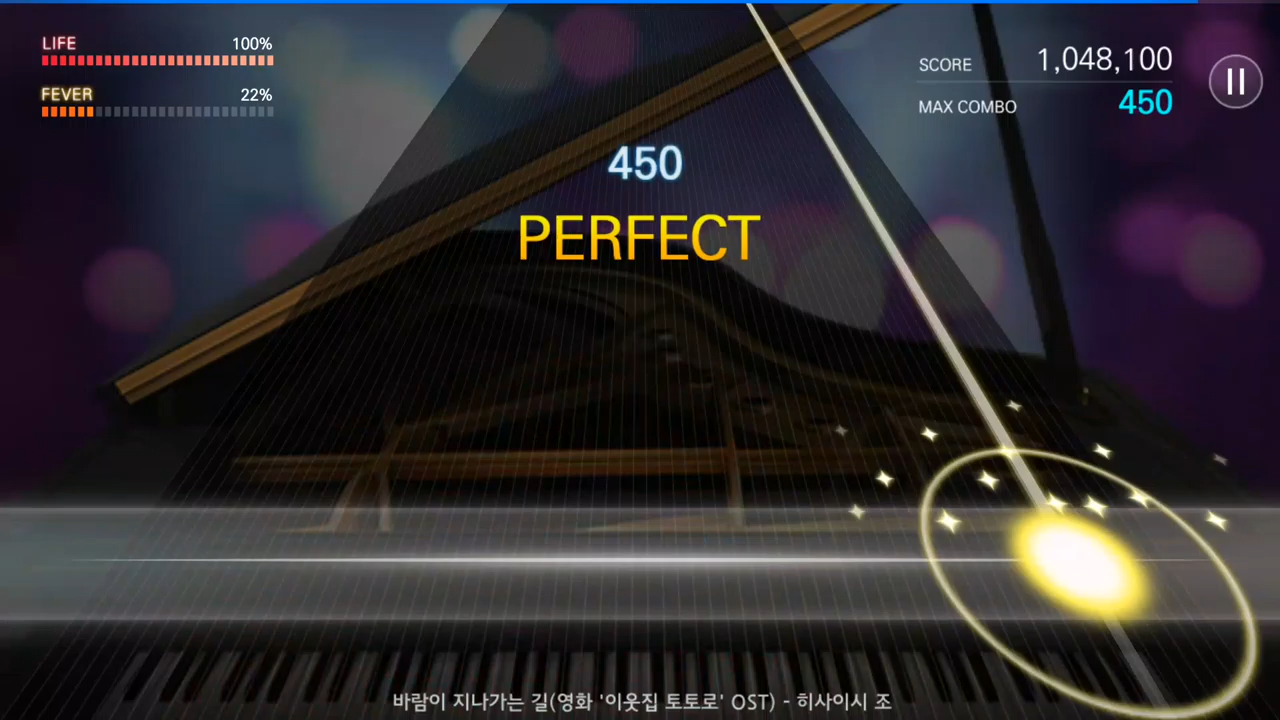 LIFE 100%
FEVER 22%
SCORE 1,048,100
MAX COMBO 450
450
PERFECT
바람이 지나가는 길(영화 '이웃집 토토로' OST) - 히사이시 조